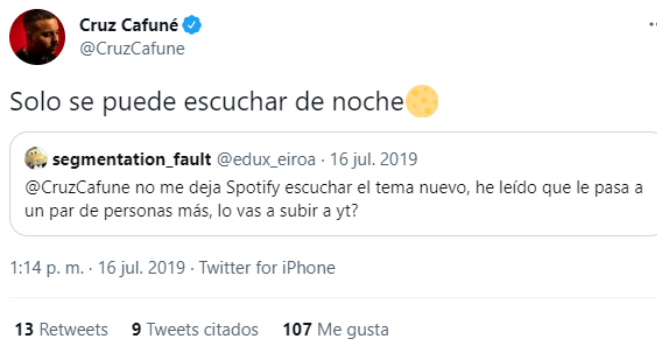 Cruz Cafuné
@CruzCafune
Solo se puede escuchar de noche🌕
segmentation_fault @edux_eiroa · 16 jul. 2019
@CruzCafune no me deja Spotify escuchar el tema nuevo, he leído que le pasa a
un par de personas más, lo vas a subir a yt?
1:14 p. m. · 16 jul. 2019 · Twitter for iPhone
13 Retweets 9 Tweets citados 107 Me gusta